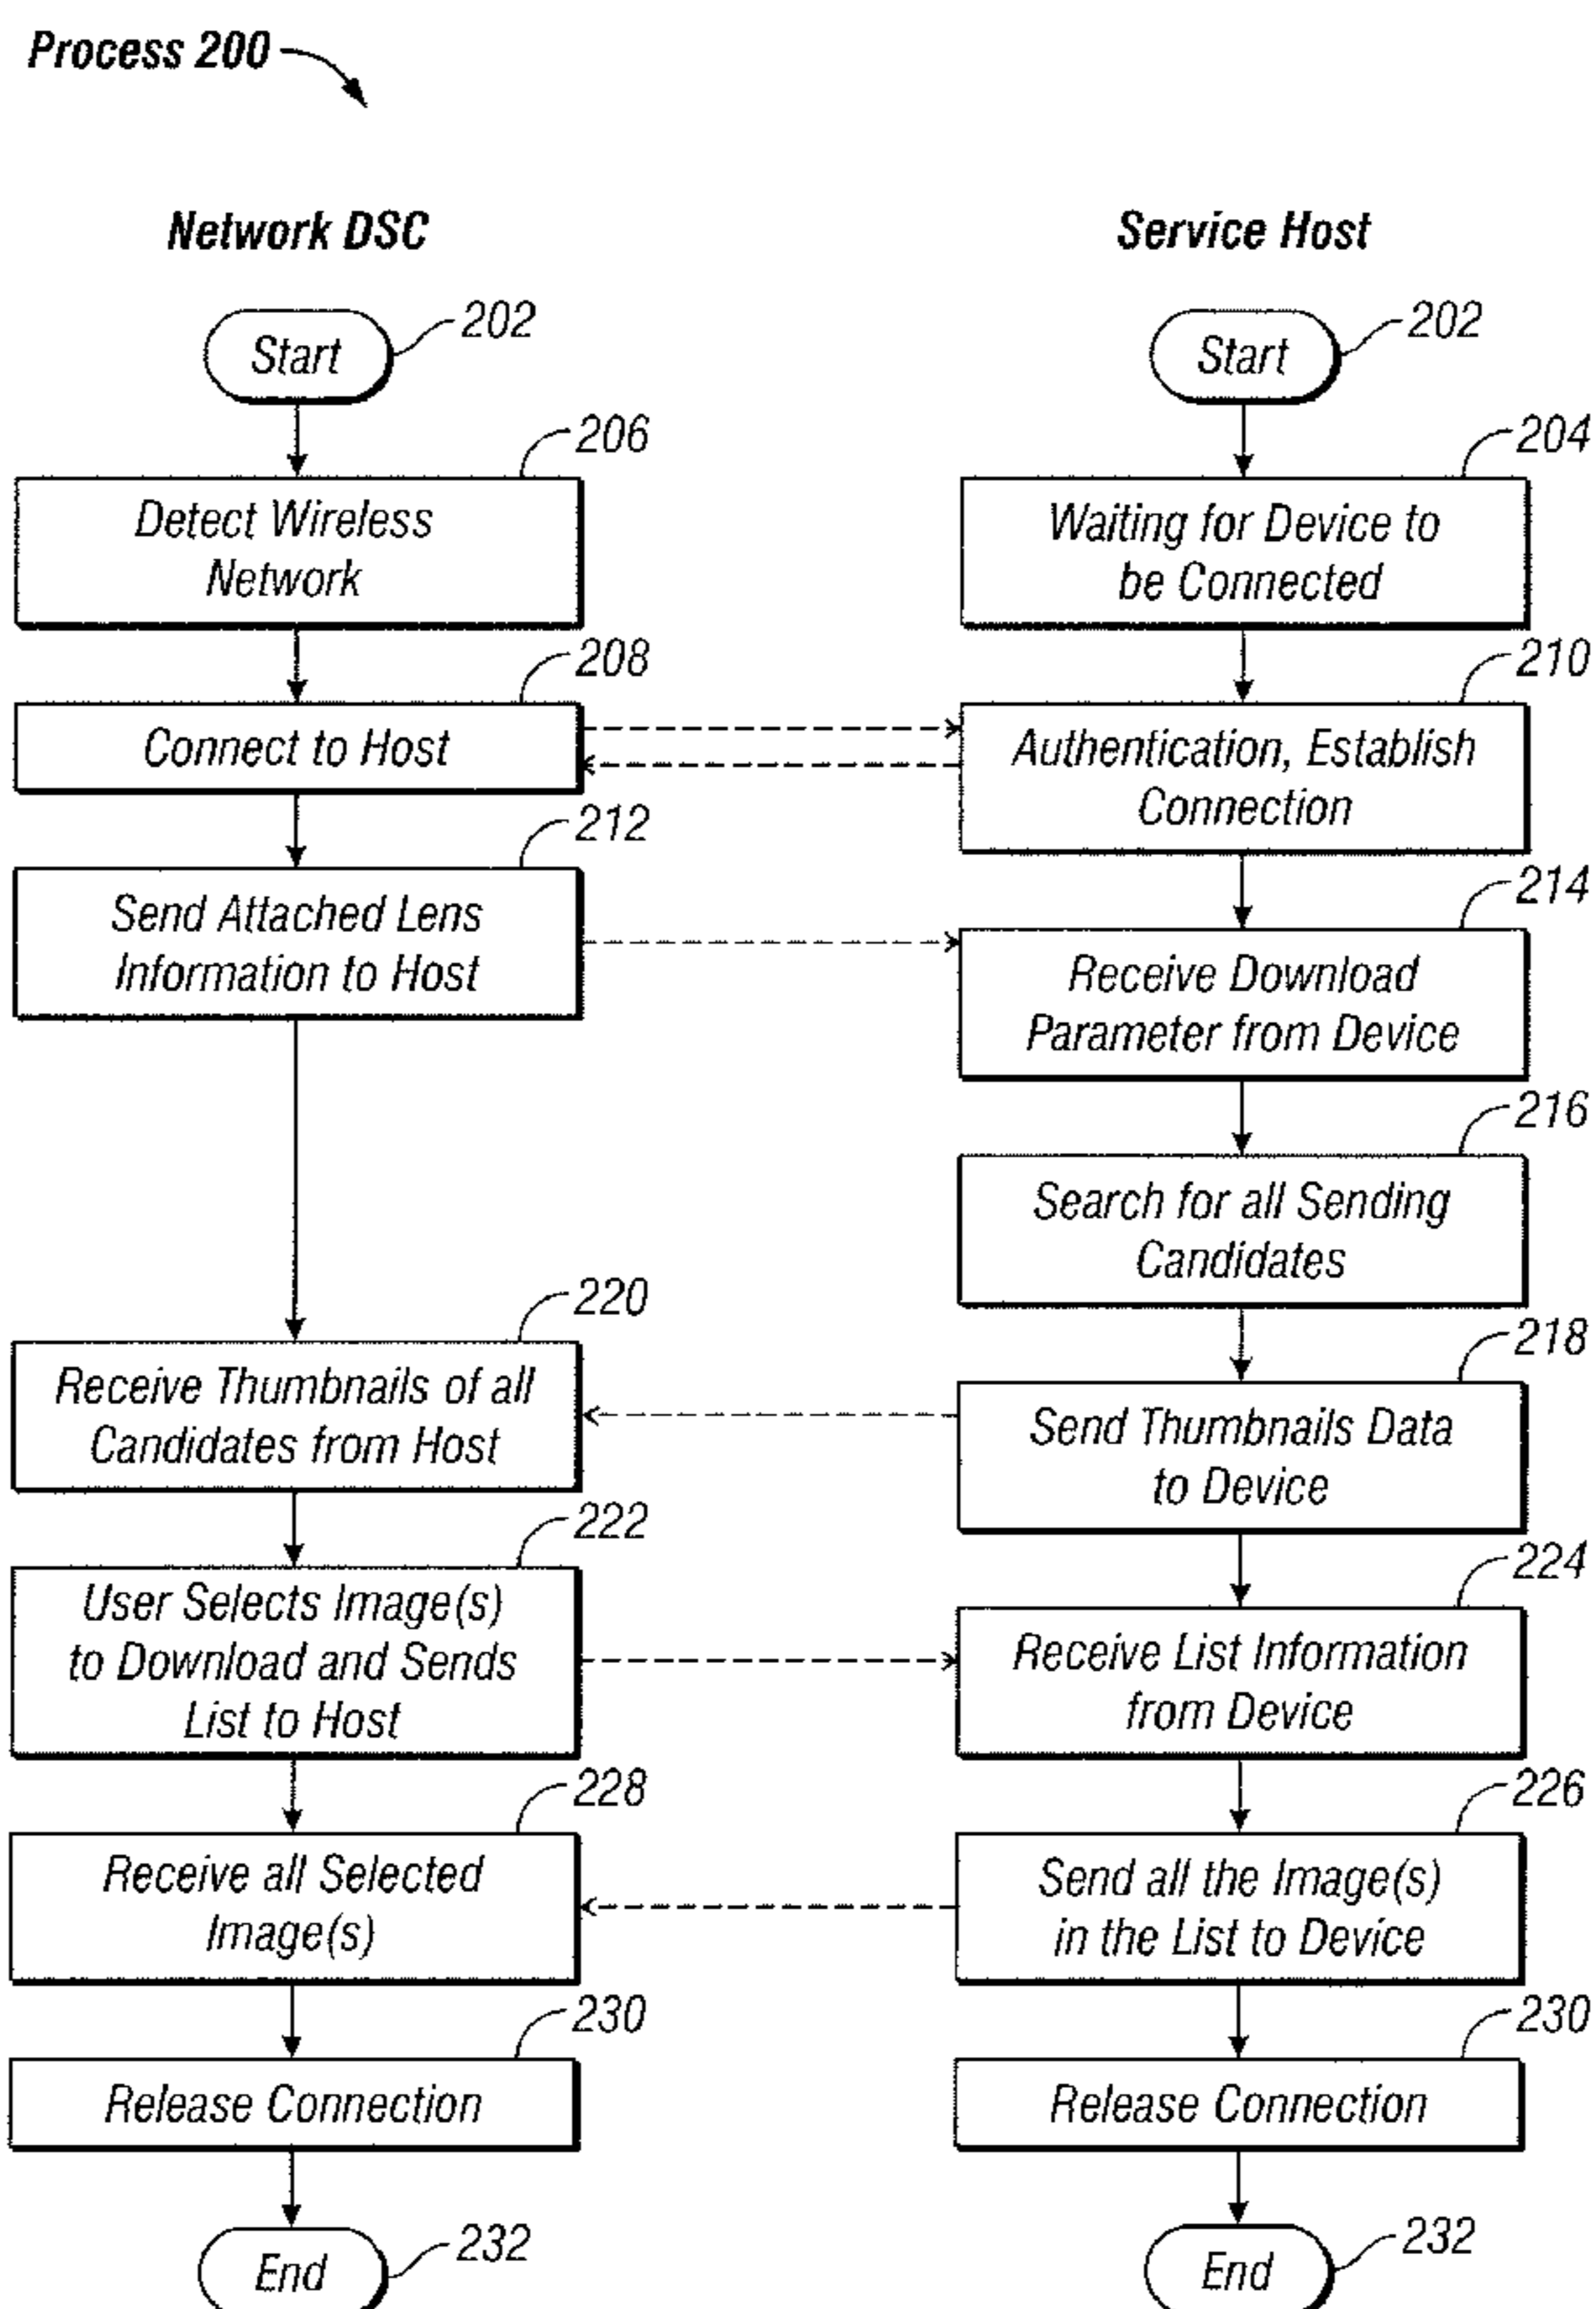 Process 200
Network DSC
Service Host
Start
202
Start
202
206
Detect Wireless
Network
204
Waiting for Device to
be Connected
208
Connect to Host
210
Authentication, Establish
Connection
212
Send Attached Lens
Information to Host
214
Receive Download
Parameter from Device
216
Search for all Sending
Candidates
220
Receive Thumbnails of all
Candidates from Host
218
Send Thumbnails Data
to Device
222
User Selects Image(s)
to Download and Sends
List to Host
224
Receive List Information
from Device
228
Receive all Selected
Image(s)
226
Send all the Image(s)
in the List to Device
230
Release Connection
230
Release Connection
End
232
End
232